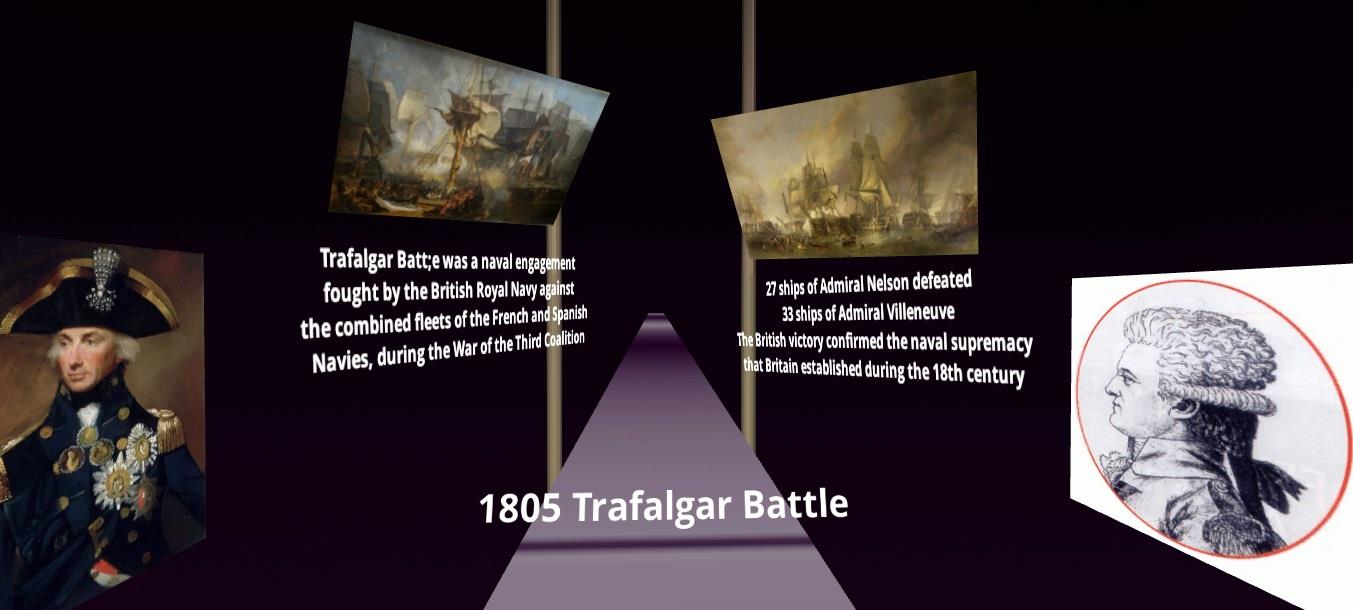 Trafalgar Batt;e was a naval engagement
fought by the British Royal Navy against
the combined fleets of the French and Spanish
Navies, during the War of the Third Coalition
27 ships of Admiral Nelson defeated
33 ships of Admiral Villeneuve
The British victory confirmed the naval supremacy
that Britain established during the 18th century
1805 Trafalgar Battle